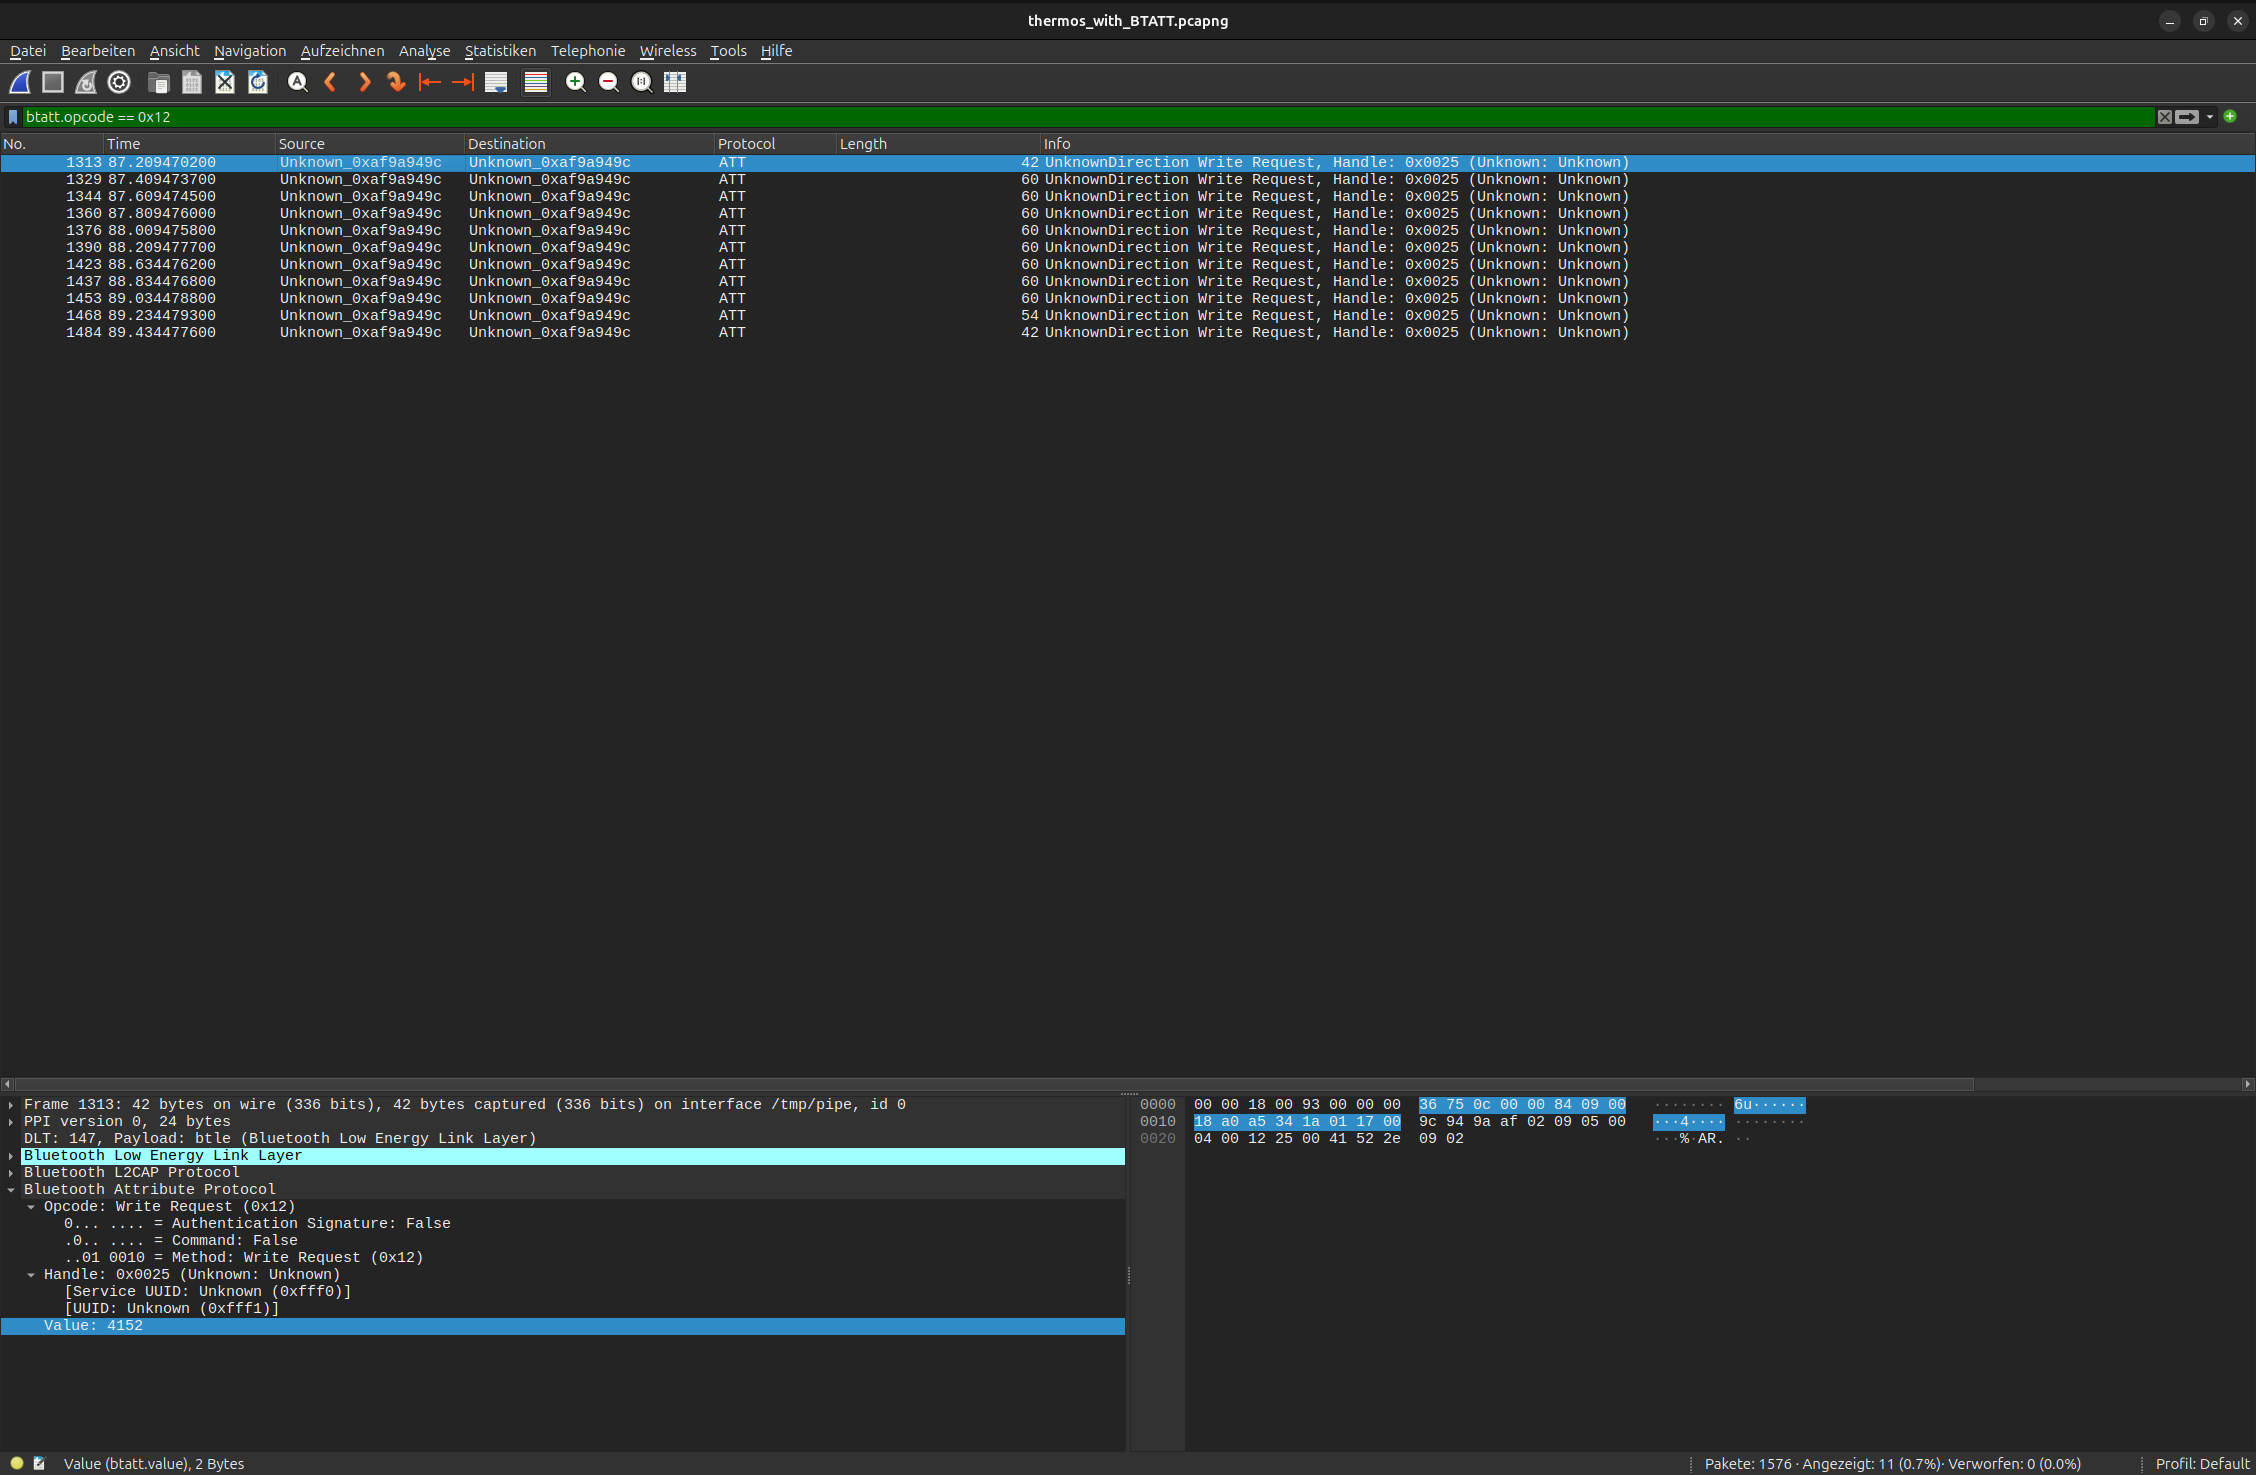 thermos_with_BTATT.pcapng
Datei Bearbeiten Ansicht Navigation Aufzeichnen Analyse Statistiken Telephonie Wireless Tools Hilfe
btatt.opcode == 0x12
No. Time Source Destination Protocol Length Info
1313 87.209470200 Unknown_0xaf9a949c Unknown_0xaf9a949c ATT 42 UnknownDirection Write Request, Handle: 0x0025 (Unknown: Unknown)
1329 87.409473700 Unknown_0xaf9a949c Unknown_0xaf9a949c ATT 60 UnknownDirection Write Request, Handle: 0x0025 (Unknown: Unknown)
1344 87.609474500 Unknown_0xaf9a949c Unknown_0xaf9a949c ATT 60 UnknownDirection Write Request, Handle: 0x0025 (Unknown: Unknown)
1360 87.809476000 Unknown_0xaf9a949c Unknown_0xaf9a949c ATT 60 UnknownDirection Write Request, Handle: 0x0025 (Unknown: Unknown)
1376 88.009475800 Unknown_0xaf9a949c Unknown_0xaf9a949c ATT 60 UnknownDirection Write Request, Handle: 0x0025 (Unknown: Unknown)
1390 88.209477700 Unknown_0xaf9a949c Unknown_0xaf9a949c ATT 60 UnknownDirection Write Request, Handle: 0x0025 (Unknown: Unknown)
1423 88.634476200 Unknown_0xaf9a949c Unknown_0xaf9a949c ATT 60 UnknownDirection Write Request, Handle: 0x0025 (Unknown: Unknown)
1437 88.834476800 Unknown_0xaf9a949c Unknown_0xaf9a949c ATT 60 UnknownDirection Write Request, Handle: 0x0025 (Unknown: Unknown)
1453 89.034478800 Unknown_0xaf9a949c Unknown_0xaf9a949c ATT 60 UnknownDirection Write Request, Handle: 0x0025 (Unknown: Unknown)
1468 89.234479300 Unknown_0xaf9a949c Unknown_0xaf9a949c ATT 54 UnknownDirection Write Request, Handle: 0x0025 (Unknown: Unknown)
1484 89.434477600 Unknown_0xaf9a949c Unknown_0xaf9a949c ATT 42 UnknownDirection Write Request, Handle: 0x0025 (Unknown: Unknown)
Frame 1313: 42 bytes on wire (336 bits), 42 bytes captured (336 bits) on interface /tmp/pipe, id 0
PPI version 0, 24 bytes
DLT: 147, Payload: btle (Bluetooth Low Energy Link Layer)
Bluetooth Low Energy Link Layer
Bluetooth L2CAP Protocol
Bluetooth Attribute Protocol
Opcode: Write Request (0x12)
0... .... = Authentication Signature: False
.0.. .... = Command: False
..01 0010 = Method: Write Request (0x12)
Handle: 0x0025 (Unknown: Unknown)
[Service UUID: Unknown (0xfff0)]
[UUID: Unknown (0xfff1)]
Value: 4152
0000 00 00 18 00 93 00 00 00 36 75 0c 00 00 84 09 00 ········ 6u······
0010 18 a0 a5 34 1a 01 17 00 9c 94 9a af 02 09 05 00 ···4···· ········
0020 04 00 12 25 00 41 52 2e 09 02 ···%·AR. ··
Value (btatt.value), 2 Bytes
Pakete: 1576 · Angezeigt: 11 (0.7%)· Verworfen: 0 (0.0%)
Profil: Default